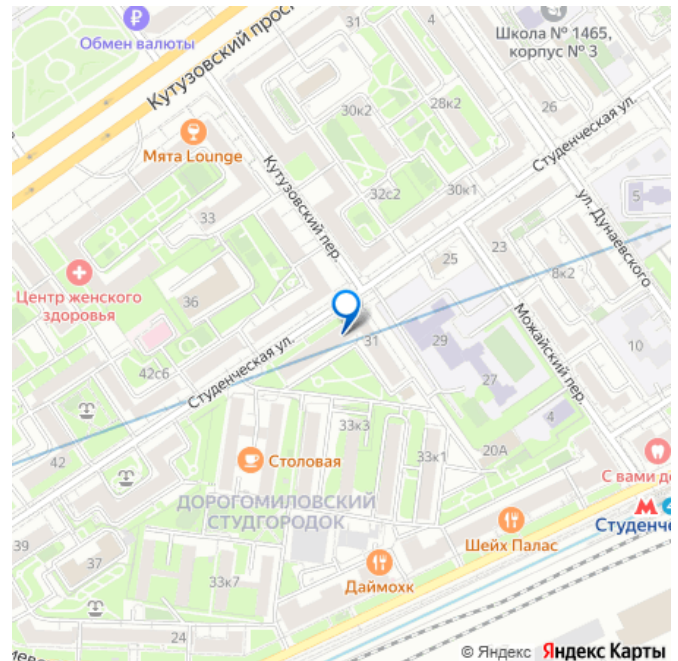 Обмен валюты
Кутузовский прос
31
4
Школа № 1465,
корпус № 3
26
30к2
28к2
Студенческая ул.
Мята Lounge
Кутузовский пер.
32с2
30к1
ул. Дунаевского
5
33
23
25
8к2
Центр женского
здоровья
36
Можайский пер.
Студенческая ул.
31
29
10
42с6
27
4
33к3
20А
42
Столовая
33к1
С вами до
ДОРОГОМИЛОВСКИЙ
СТУДГОРОДОК
Студенче
Шейх Палас
39
37
33к7
Даймохк
24
иев
© Яндекс Яндекс Карты